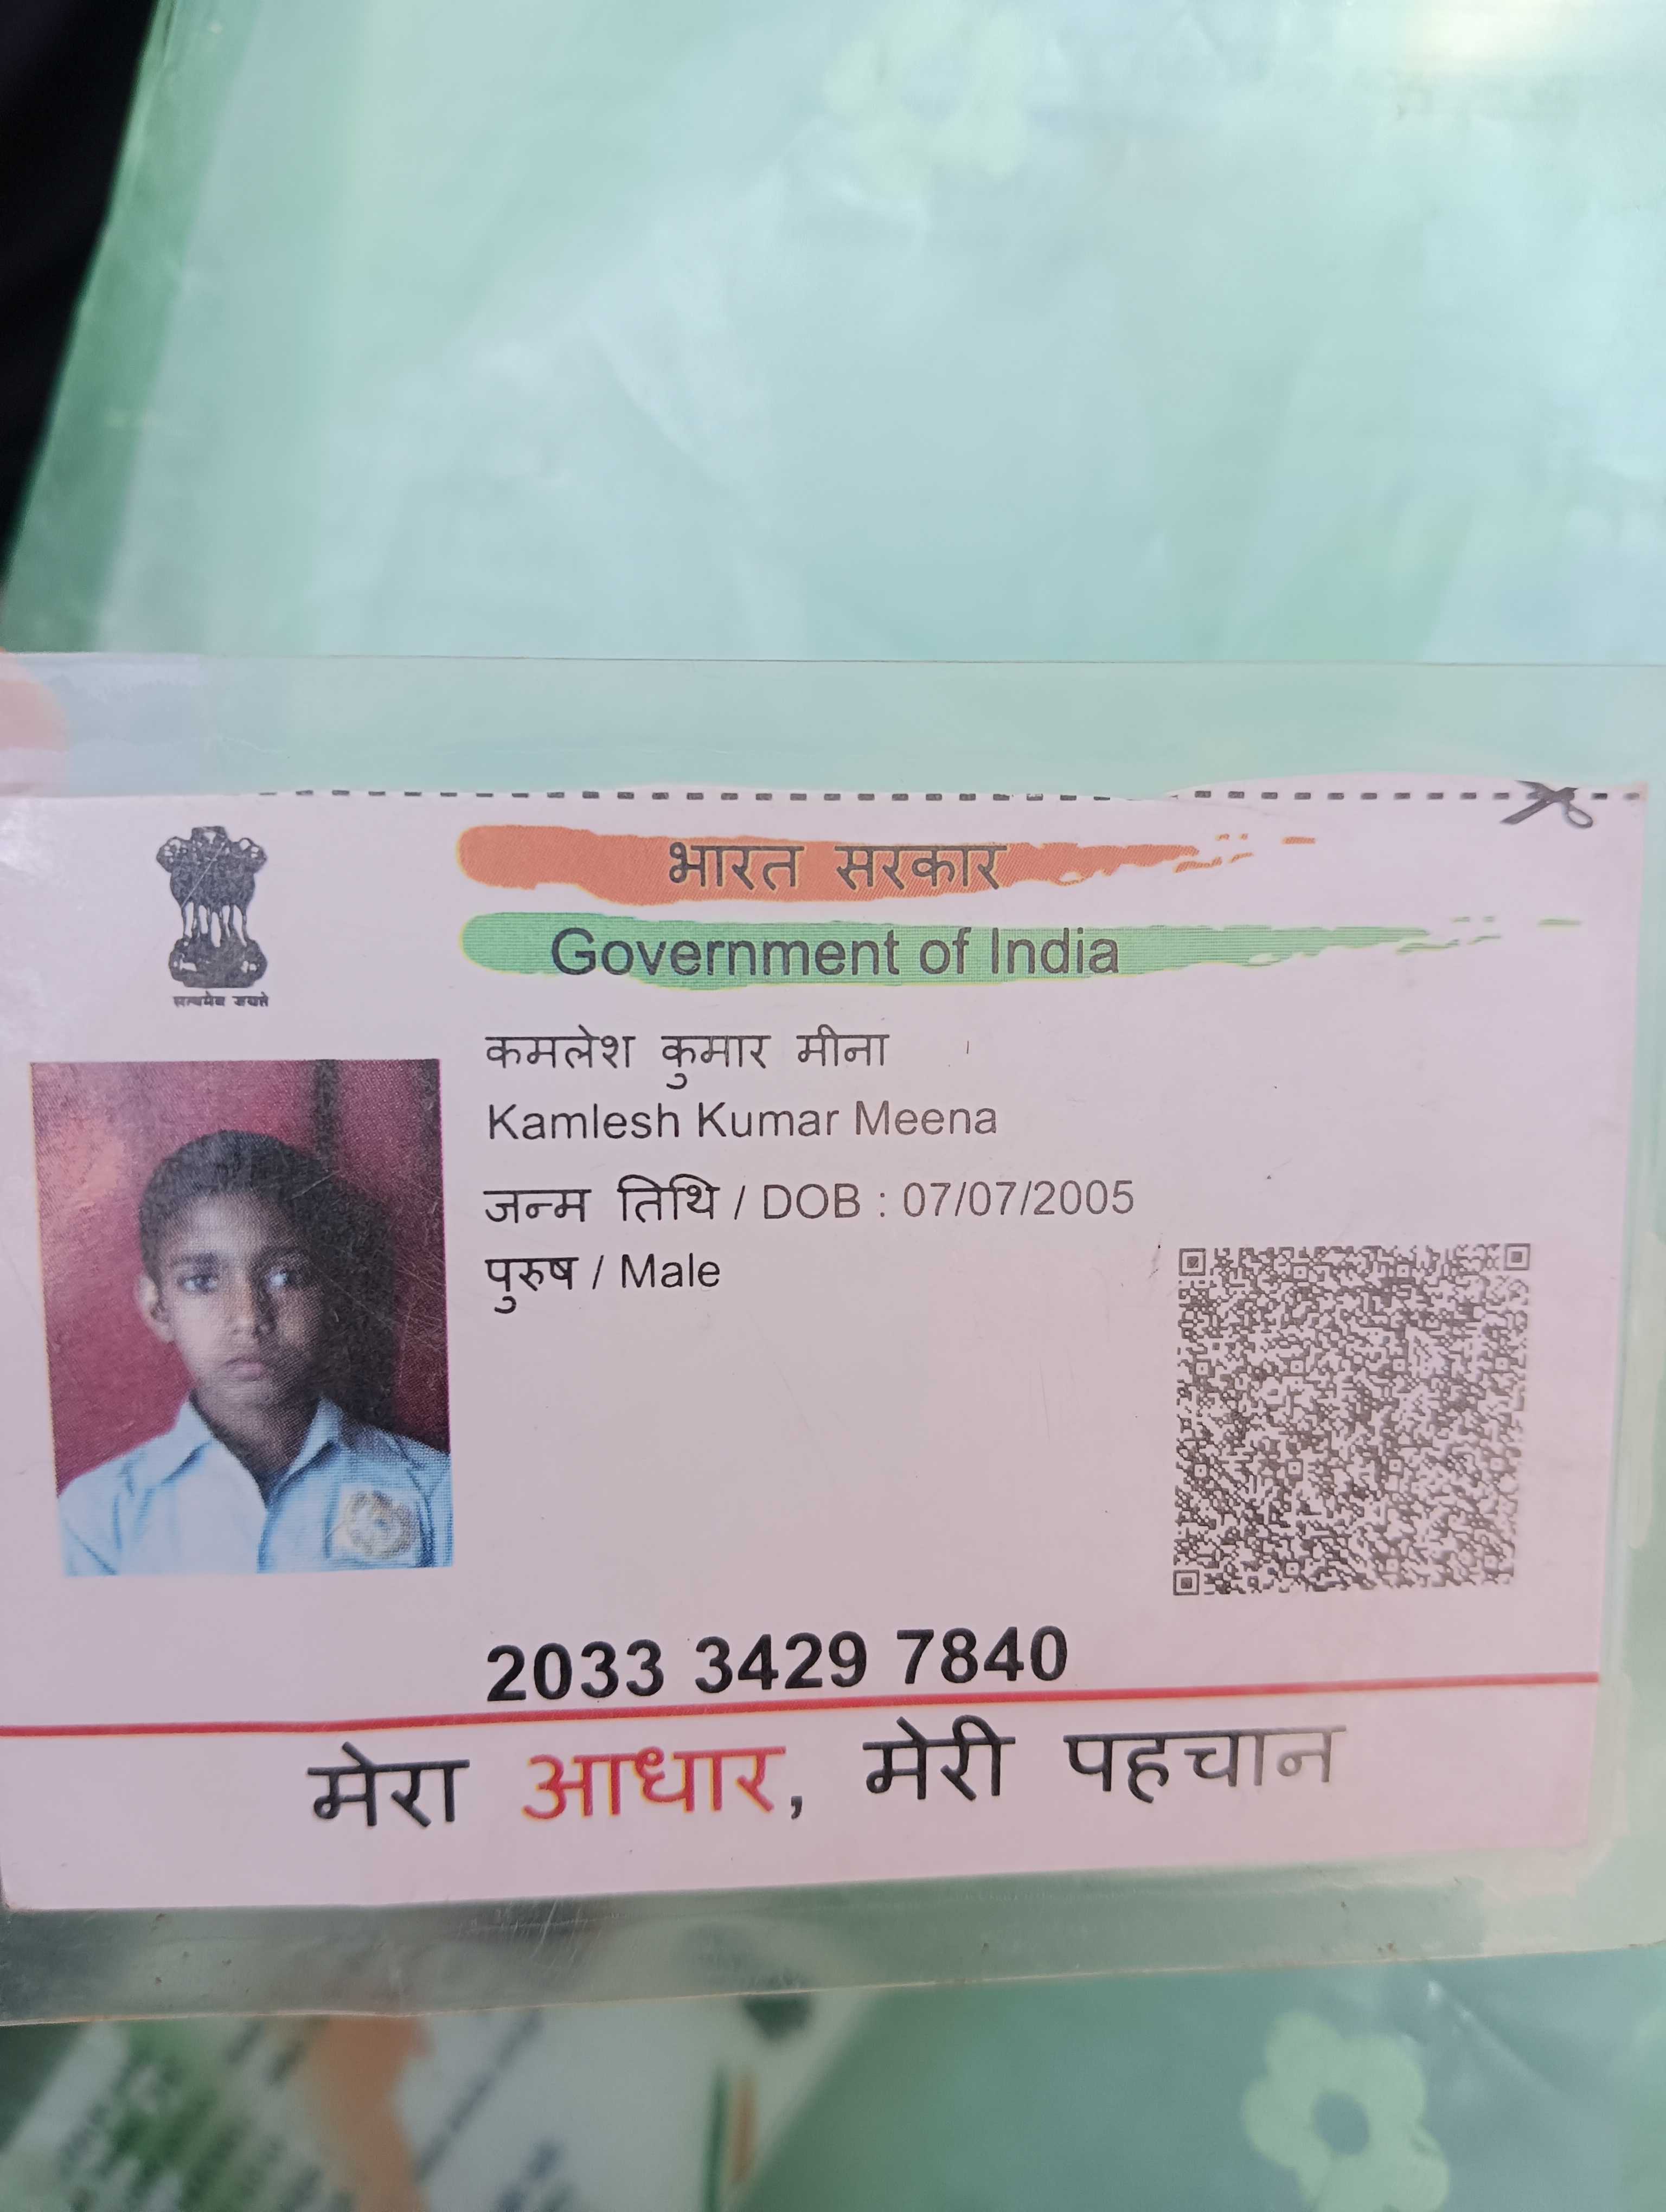 भारत सरकार
Government of India
सत्यमेव जयते
कमलेश कुमार मीना
Kamlesh Kumar Meena
जन्म तिथि / DOB : 07/07/2005
पुरुष / Male
2033 3429 7840
मेरा आधार, मेरी पहचान